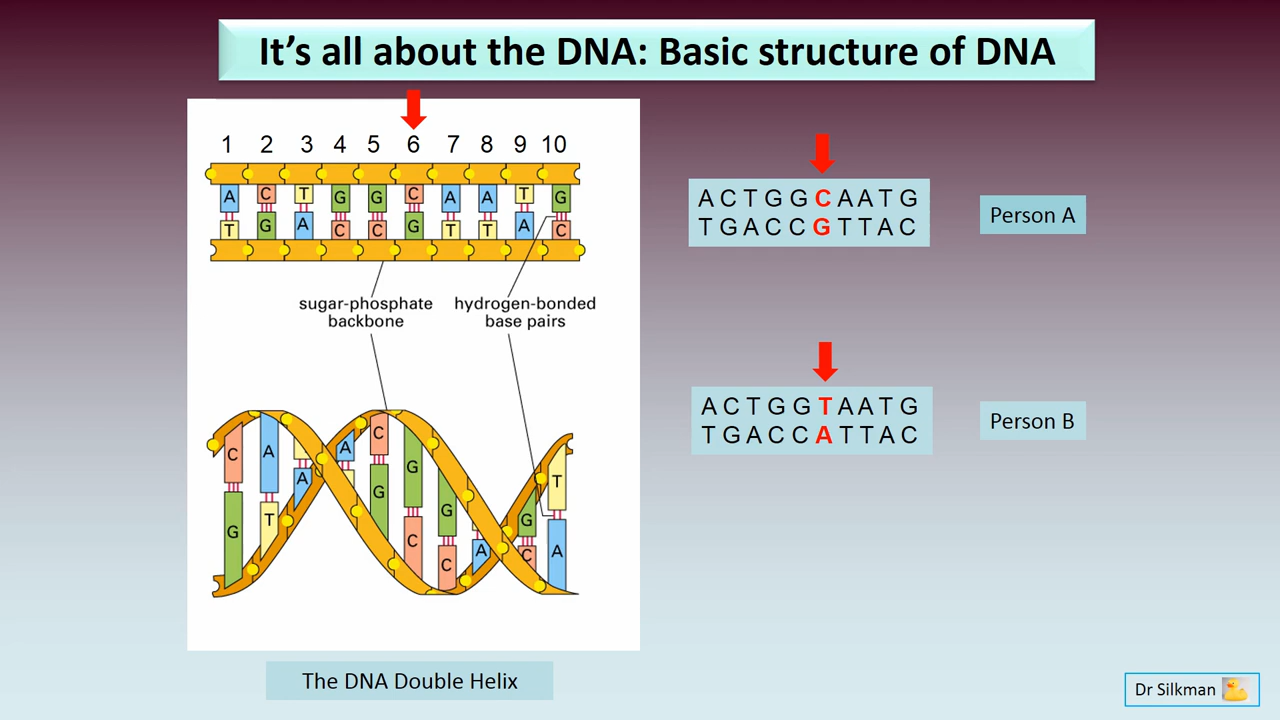 It's all about the DNA: Basic structure of DNA
1 2 3 4 5 6 7 8 9 10
A C T G G C A A T G
T G A C C G T T A C
sugar-phosphate
backbone
hydrogen-bonded
base pairs
C A A A C G G A G T
G T G C C C A
The DNA Double Helix
ACTGGCAATG
TGACCGTTAC
Person A
ACTGGTAATG
TGACCATTAC
Person B
Dr Silkman